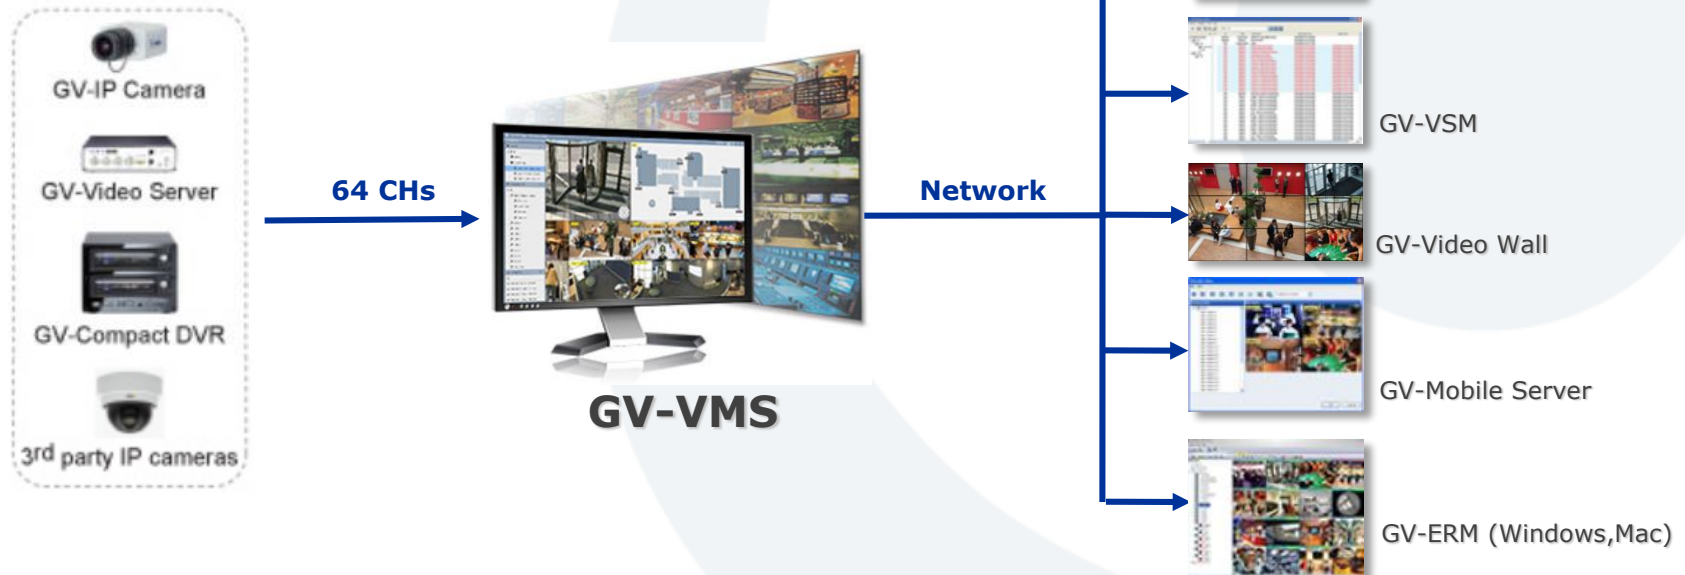 GV-IP Camera
GV-Video Server
GV-Compact DVR
3rd party IP cameras
64 CHs
GV-VMS
Network
GV-VSM
GV-Video Wall
GV-Mobile Server
GV-ERM (Windows,Mac)